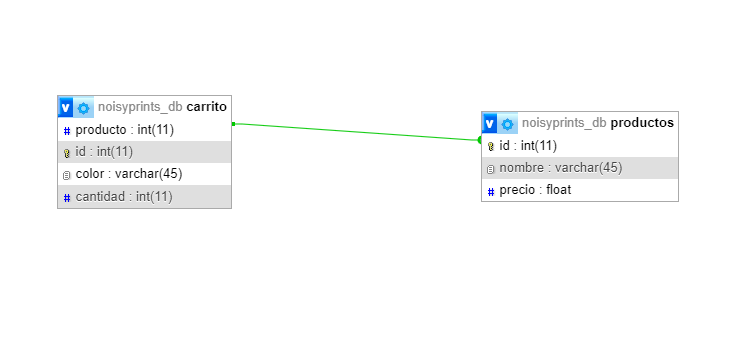 v noisyprints_db carrito
# producto : int(11)
id : int(11)
color : varchar(45)
# cantidad : int(11)
v noisyprints_db productos
id : int(11)
nombre : varchar(45)
# precio : float